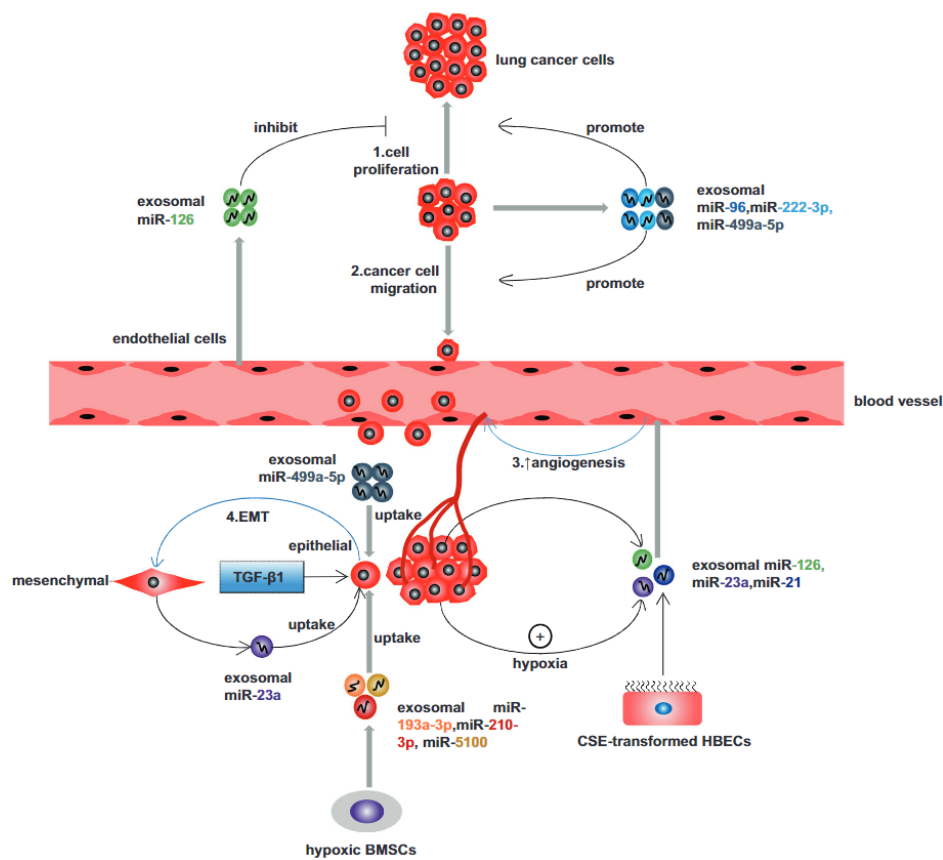 lung cancer cells
inhibit
promote
1.cell
proliferation
exosomal
miR-126
exosomal
miR-96,miR-222-3p,
miR-499a-5p
2.cancer cell
migration
promote
endothelial cells
blood vessel
exosomal
miR-499a-5p
3.↑angiogenesis
4.EMT
uptake
epithelial
mesenchymal
TGF-β1
exosomal miR-126,
miR-23a,miR-21
uptake
uptake
+
hypoxia
exosomal
miR-23a
exosomal miR-
193a-3p,miR-210-
3p, miR-5100
CSE-transformed HBECs
hypoxic BMSCs